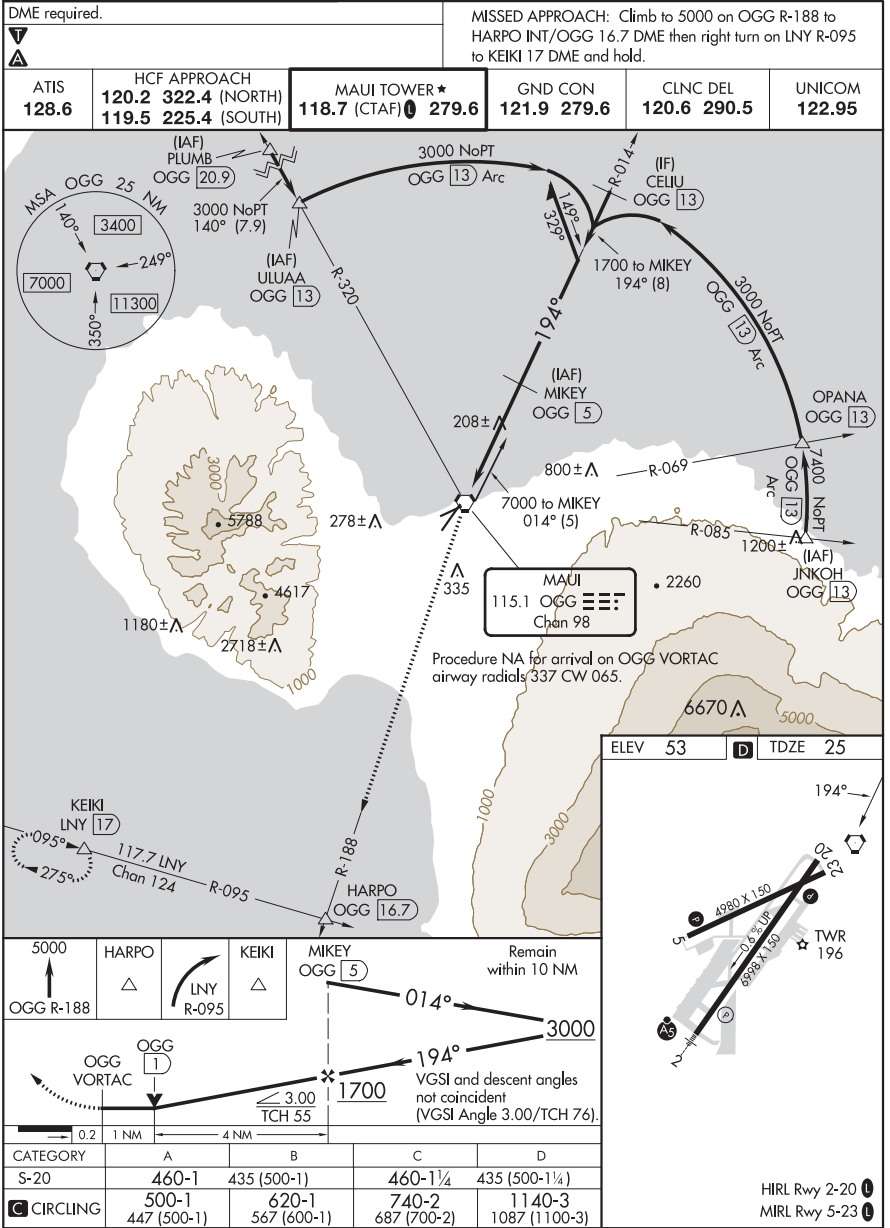 DME required.
T
A
MISSED APPROACH: Climb to 5000 on OGG R-188 to
HARPO INT/OGG 16.7 DME then right turn on LNY R-095
to KEIKI 17 DME and hold.
ATIS
128.6
HCF APPROACH
120.2 322.4 (NORTH)
119.5 225.4 (SOUTH)
MAUI TOWER★
118.7 (CTAF) L 279.6
GND CON
121.9 279.6
CLNC DEL
120.6 290.5
UNICOM
122.95
MSA OGG 25 NM
140°
3400
249°
7000
11300
350°
(IAF)
PLUMB
OGG 20.9
3000 NoPT
140° (7.9)
(IAF)
ULUAA
OGG 13
3000 NoPT
OGG 13 Arc
R-014
(IF)
CELIU
OGG 13
149°
329°
1700 to MIKEY
194° (8)
R-320
194°
3000 NoPT
OGG 13 Arc
(IAF)
MIKEY
OGG 5
OPANA
OGG 13
208±
800±
R-069
7400 NoPT
OGG 13
Arc
3000
5788
278±
7000 to MIKEY
014° (5)
R-085
1200±
(IAF)
JNKOH
OGG 13
4617
335
MAUI
115.1 OGG
Chan 98
2260
1180±
2718±
1000
Procedure NA for arrival on OGG VORTAC
airway radials 337 CW 065.
6670
5000
1000
3000
KEIKI
LNY 17
095°
275°
117.7 LNY
Chan 124
R-095
R-188
HARPO
OGG 16.7
ELEV 53
D
TDZE 25
194°
23
20
4980 X 150
P
P
5
0.6% UP
6998 X 150
TWR
196
P
A5
2
HIRL Rwy 2-20 L
MIRL Rwy 5-23 L
5000
OGG R-188
HARPO
LNY
R-095
KEIKI
MIKEY
OGG 5
Remain
within 10 NM
014°
3000
194°
OGG
VORTAC
OGG
1
3.00
TCH 55
1700
VGSI and descent angles
not coincident
(VGSI Angle 3.00/TCH 76).
0.2
1 NM
4 NM
CATEGORY A B C D
S-20 460-1 435 (500-1) 460-1¼ 435 (500-1¼)
C CIRCLING
500-1
447 (500-1)
620-1
567 (600-1)
740-2
687 (700-2)
1140-3
1087 (1100-3)